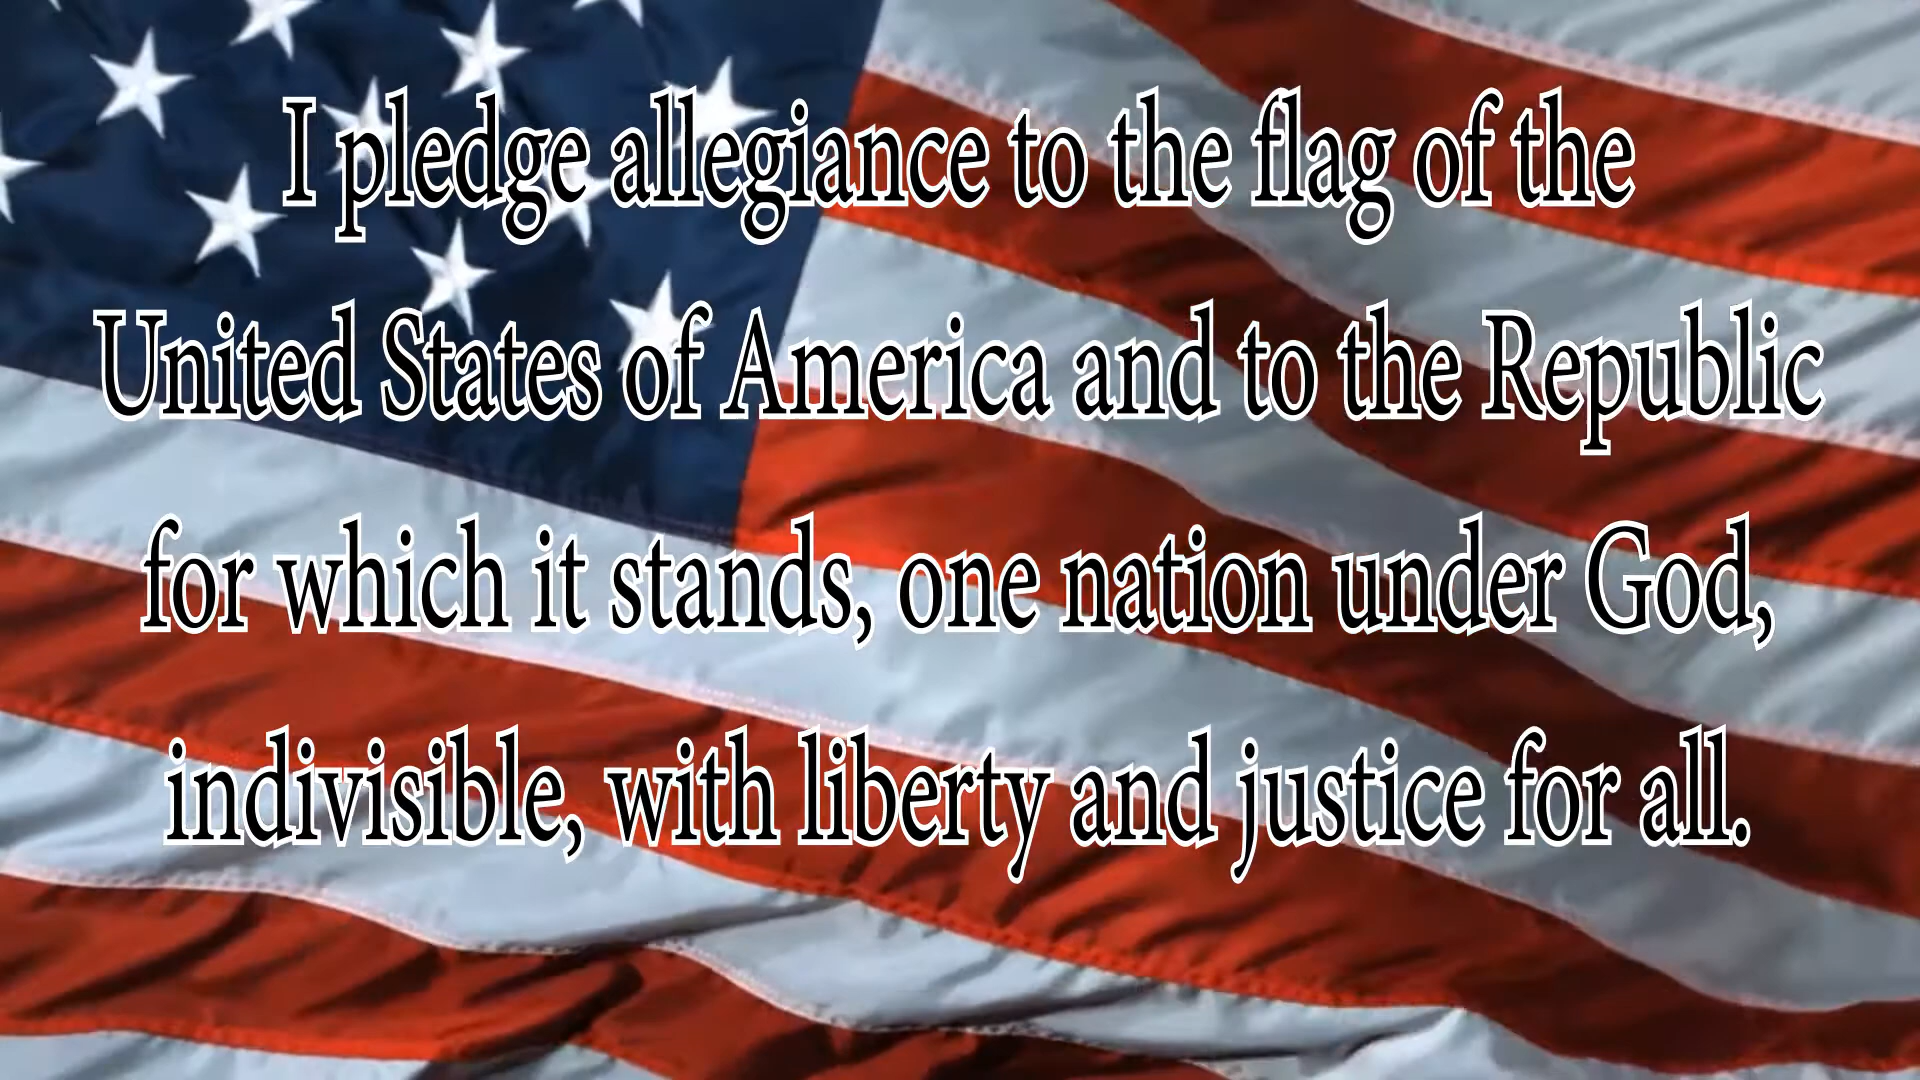 I pledge allegiance to the flag of the
United States of America and to the Republic
for which it stands, one nation under God,
indivisible, with liberty and justice for all.